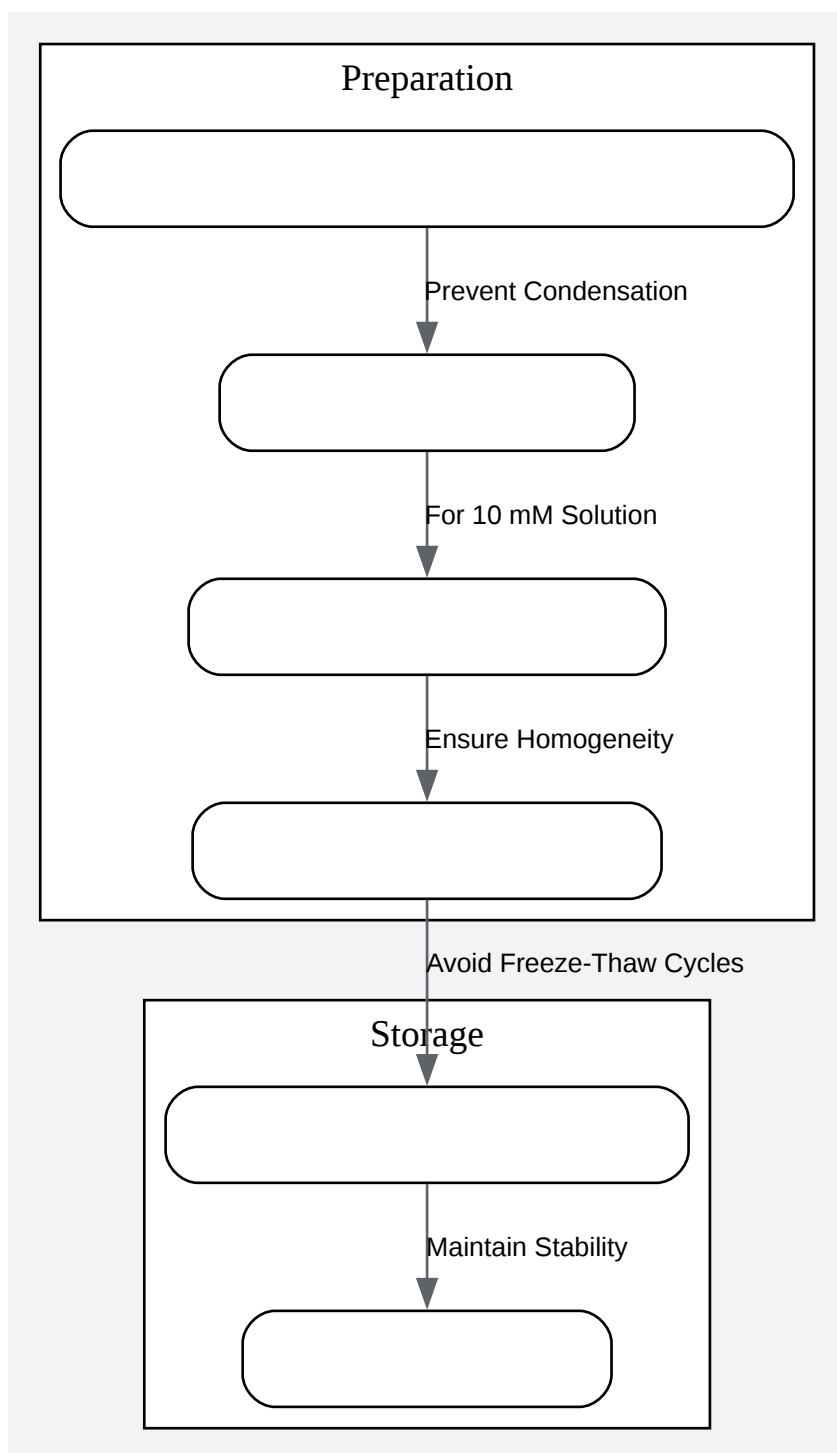 Preparation
Prevent Condensation
For 10 mM Solution
Ensure Homogeneity
Avoid Freeze-Thaw Cycles
Storage
Maintain Stability